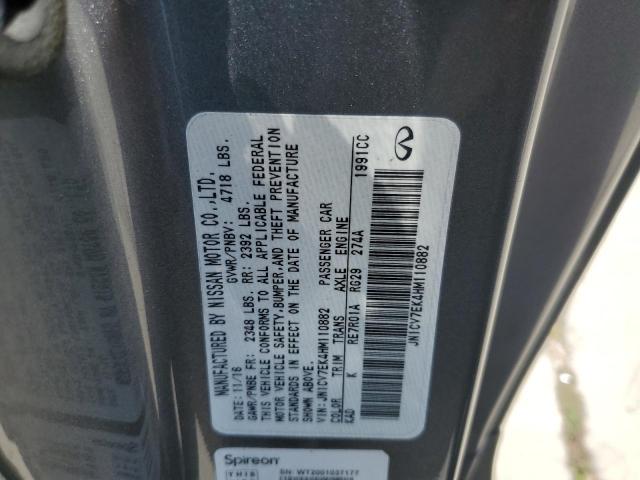 MANUFACTURED BY NISSAN MOTOR CO.,LTD.
DATE: 11/16 GVWR/PNBV: 4718 LBS.
GAWR/PNBE FR: 2348 LBS. RR: 2392 LBS.
THIS VEHICLE CONFORMS TO ALL APPLICABLE FEDERAL
MOTOR VEHICLE SAFETY,BUMPER,AND THEFT PREVENTION
STANDARDS IN EFFECT ON THE DATE OF MANUFACTURE
SHOWN ABOVE.
VIN: JN1CV7EK4HM110882 PASSENGER CAR
COLOR TRIM TRANS AXLE ENGINE
KAD K RE7R01A RG29 274A 1991CC
JN1CV7EK4HM110882
Spireon
THIS
SN: WTZ001037177